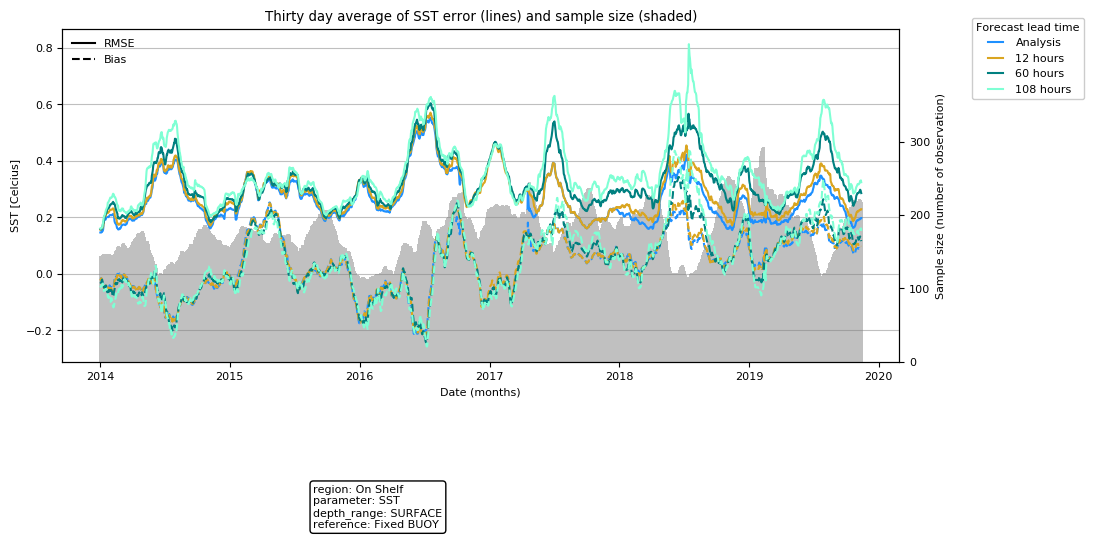 Thirty day average of SST error (lines) and sample size (shaded)
RMSE
Bias
Forecast lead time
Analysis
12 hours
60 hours
108 hours
0.8
0.6
0.4
0.2
0.0
−0.2
SST [Celcius]
300
200
100
0
Sample size (number of observation)
2014 2015 2016 2017 2018 2019 2020
Date (months)
region: On Shelf
parameter: SST
depth_range: SURFACE
reference: Fixed BUOY